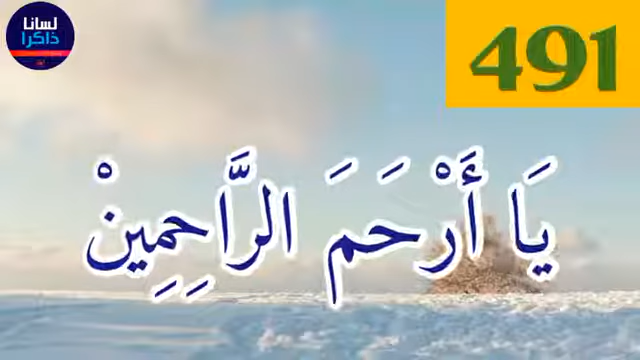 لسانا
ذاكرا
491
يَا أَرْحَمَ الرَّاحِمِينْ